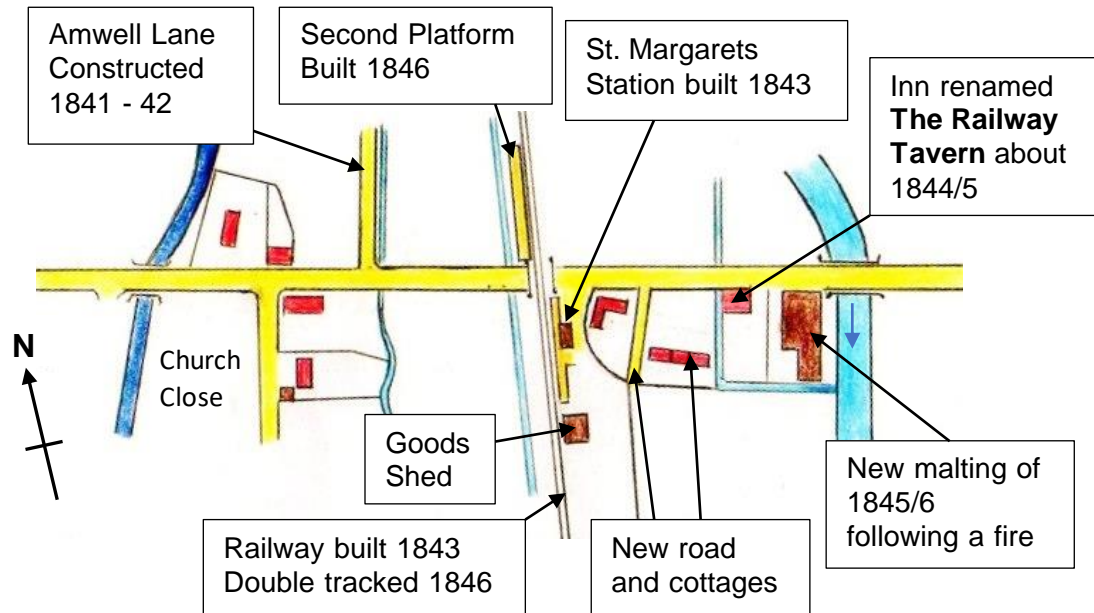 Amwell Lane
Constructed
1841 - 42
Second Platform
Built 1846
St. Margarets
Station built 1843
Inn renamed
The Railway
Tavern about
1844/5
N
Church
Close
Goods
Shed
Railway built 1843
Double tracked 1846
New road
and cottages
New malting of
1845/6
following a fire